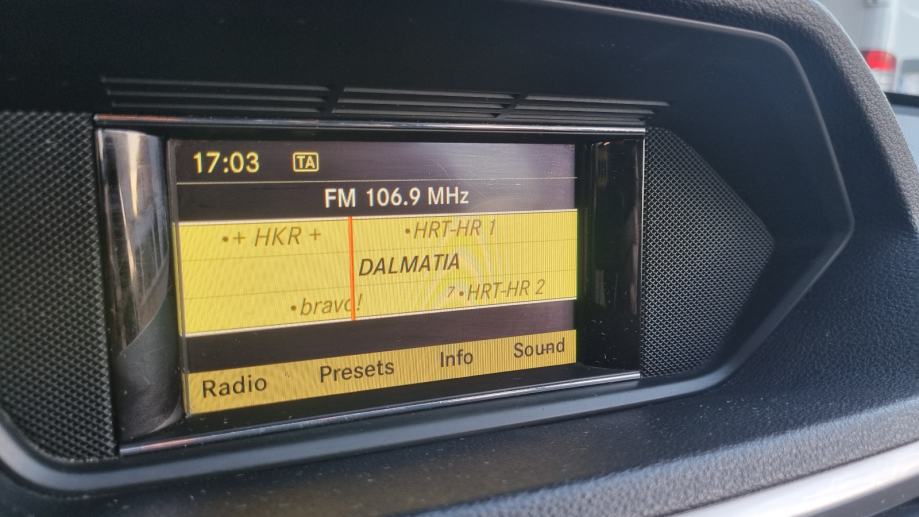 17:03 TA
FM 106.9 MHz
•+ HKR + •HRT-HR 1
DALMATIA
•bravo! 7 •HRT-HR 2
Radio Presets Info Sound